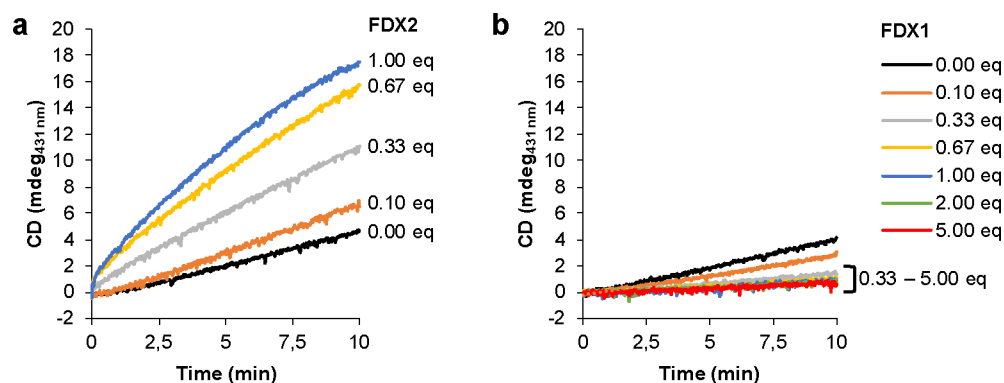 a
FDX2
CD (mdeg431 nm)
20
18
16
14
12
10
8
6
4
2
0
-2
1.00 eq
0.67 eq
0.33 eq
0.10 eq
0.00 eq
0
2,5
5
7,5
10
Time (min)
b
FDX1
CD (mdeg431 nm)
20
18
16
14
12
10
8
6
4
2
0
-2
0.00 eq
0.10 eq
0.33 eq
0.67 eq
1.00 eq
2.00 eq
5.00 eq
0.33 – 5.00 eq
0
2,5
5
7,5
10
Time (min)